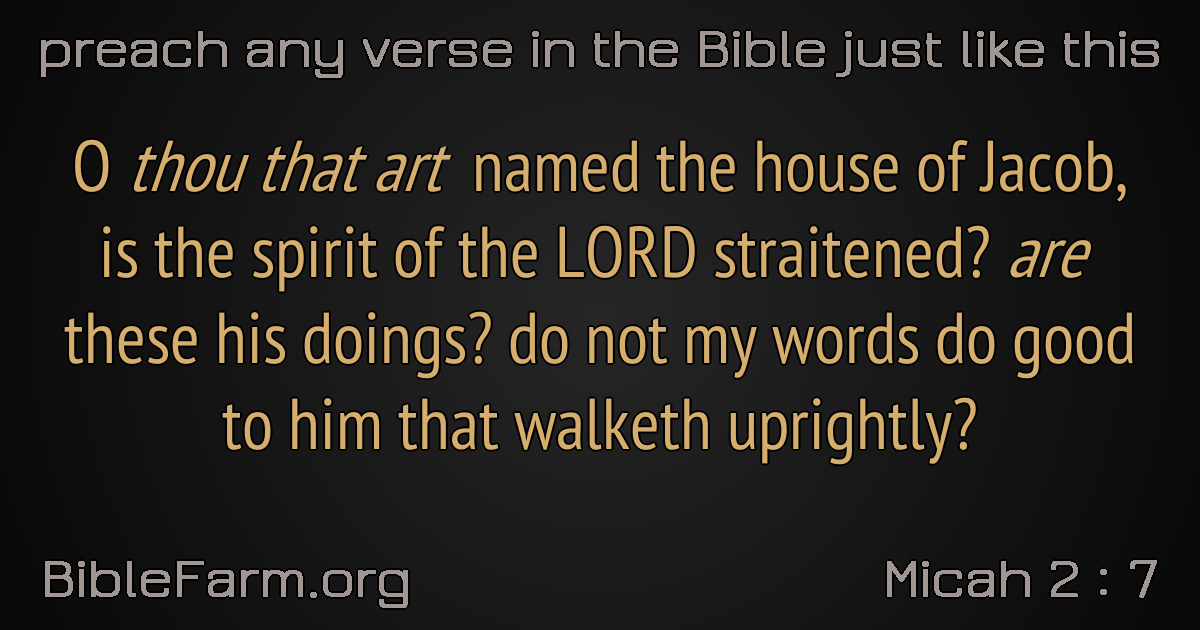 preach any verse in the Bible just like this
O thou that art named the house of Jacob,
is the spirit of the LORD straitened? are
these his doings? do not my words do good
to him that walketh uprightly?
BibleFarm.org
Micah 2 : 7